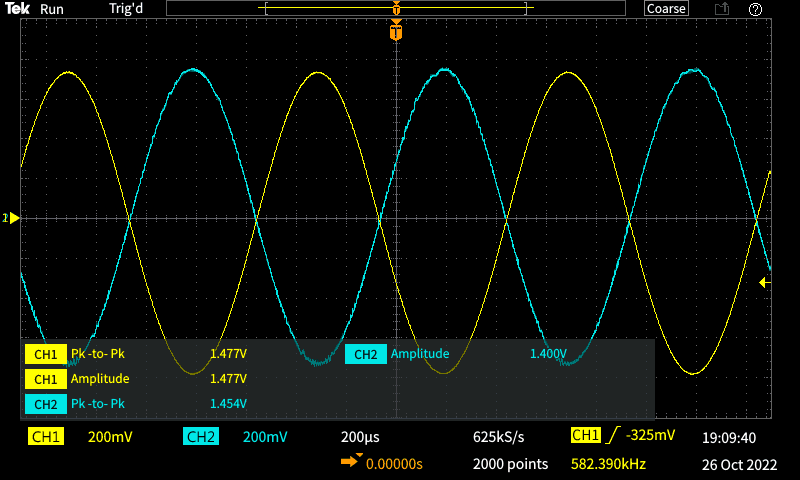 Tek Run Trig'd T Coarse ?
T
2
CH1 Pk -to- Pk 1.477V CH2 Amplitude 1.400V
CH1 Amplitude 1.477V
CH2 Pk -to- Pk 1.454V
CH1 200mV CH2 200mV 200µs 625kS/s CH1 -325mV 19:09:40
0.00000s 2000 points 582.390kHz 26 Oct 2022